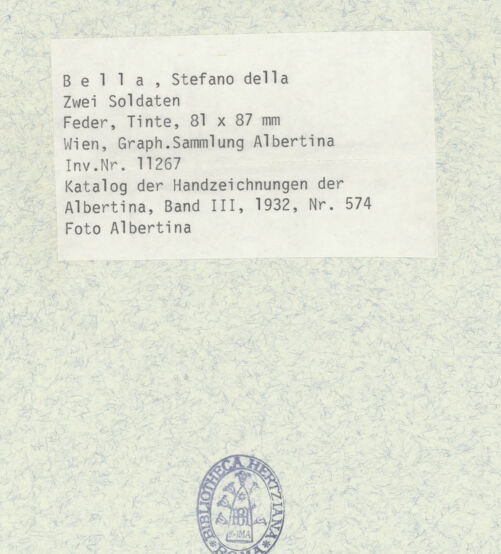 B e l l a , Stefano della
Zwei Soldaten
Feder, Tinte, 81 x 87 mm
Wien, Graph.Sammlung Albertina
Inv.Nr. 11267
Katalog der Handzeichnungen der
Albertina, Band III, 1932, Nr. 574
Foto Albertina
BIBLIOTHECA HERTZIANA
ROMA